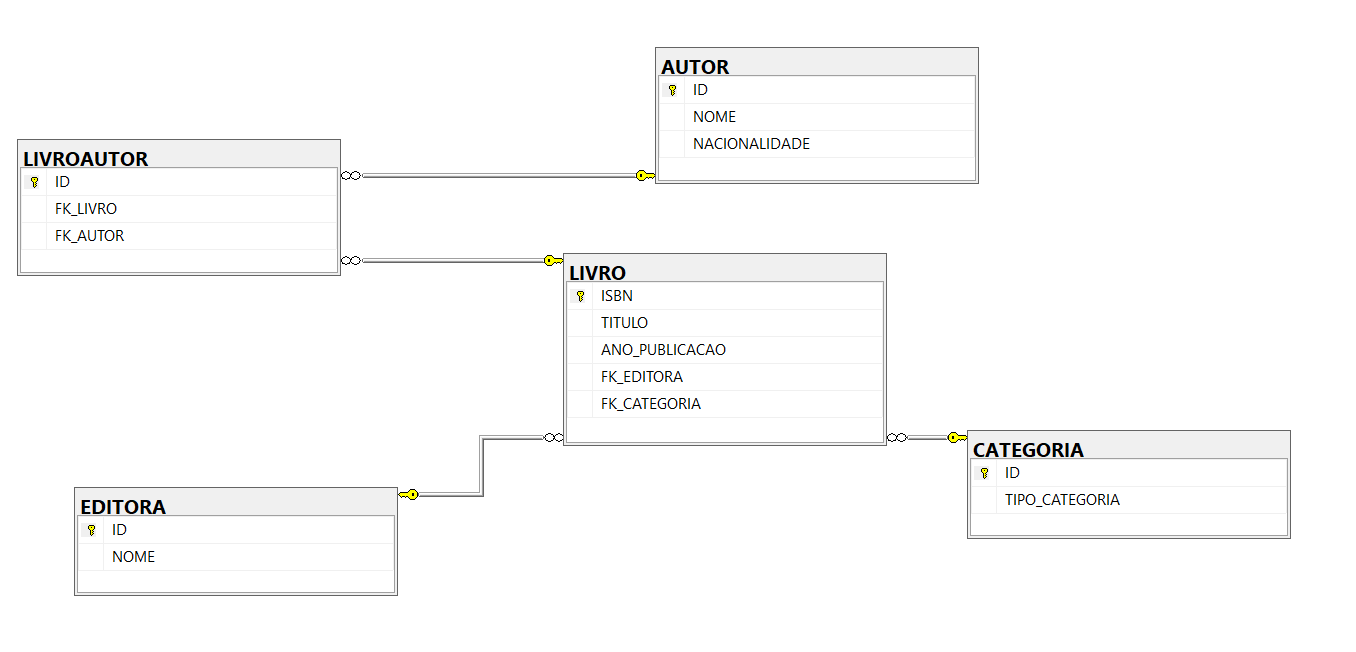 AUTOR
ID
NOME
NACIONALIDADE
LIVROAUTOR
ID
FK_LIVRO
FK_AUTOR
LIVRO
ISBN
TITULO
ANO_PUBLICACAO
FK_EDITORA
FK_CATEGORIA
CATEGORIA
ID
TIPO_CATEGORIA
EDITORA
ID
NOME